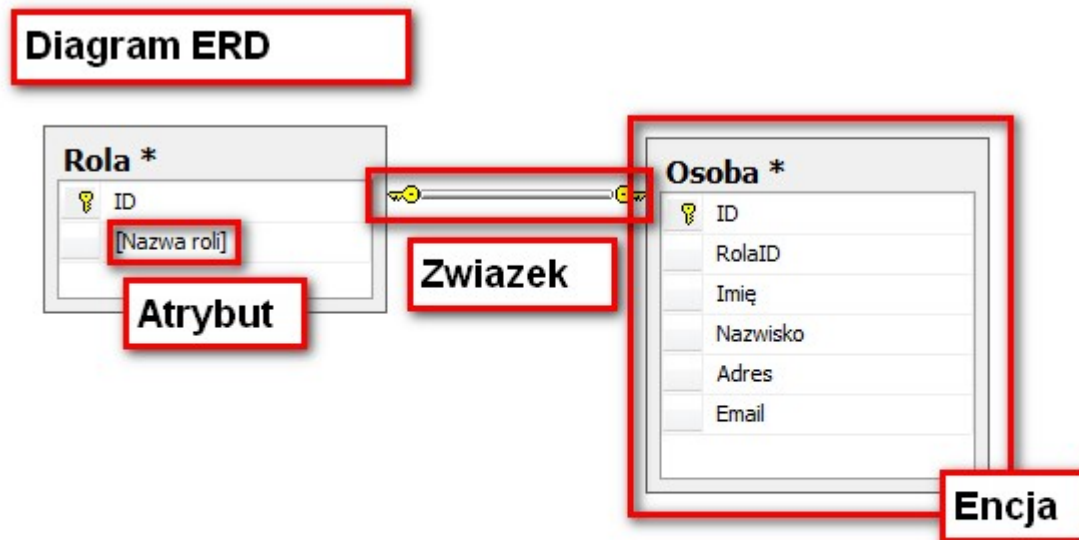 Diagram ERD
Rola *
ID
[Nazwa roli]
Atrybut
Zwiazek
Osoba *
ID
RolaID
Imię
Nazwisko
Adres
Email
Encja